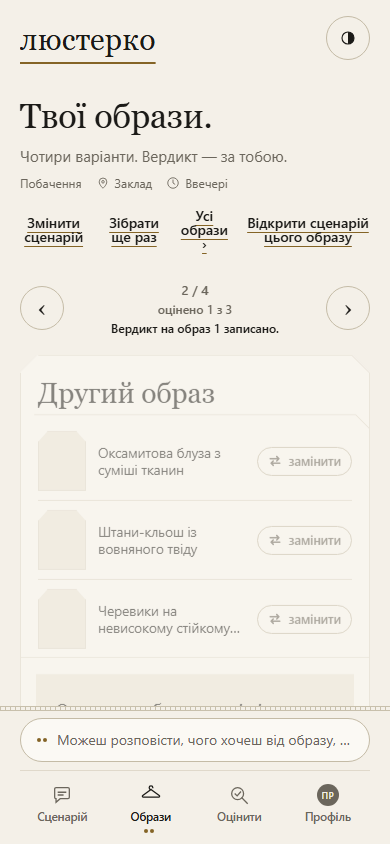 люстерко
Твої образи.
Чотири варіанти. Вердикт — за тобою.
Побачення Заклад Ввечері
Змінити сценарій
Зібрати ще раз
Усі образи ›
Відкрити сценарій цього образу
2 / 4
оцінено 1 з 3
Вердикт на образ 1 записано.
Другий образ
Оксамитова блуза з
суміші тканин
замінити
Штани-кльош із
вовняного твіду
замінити
Черевики на
невисокому стійкому...
замінити
Можеш розповісти, чого хочеш від образу, ...
Сценарій
Образи
Оцінити
ПР
Профіль